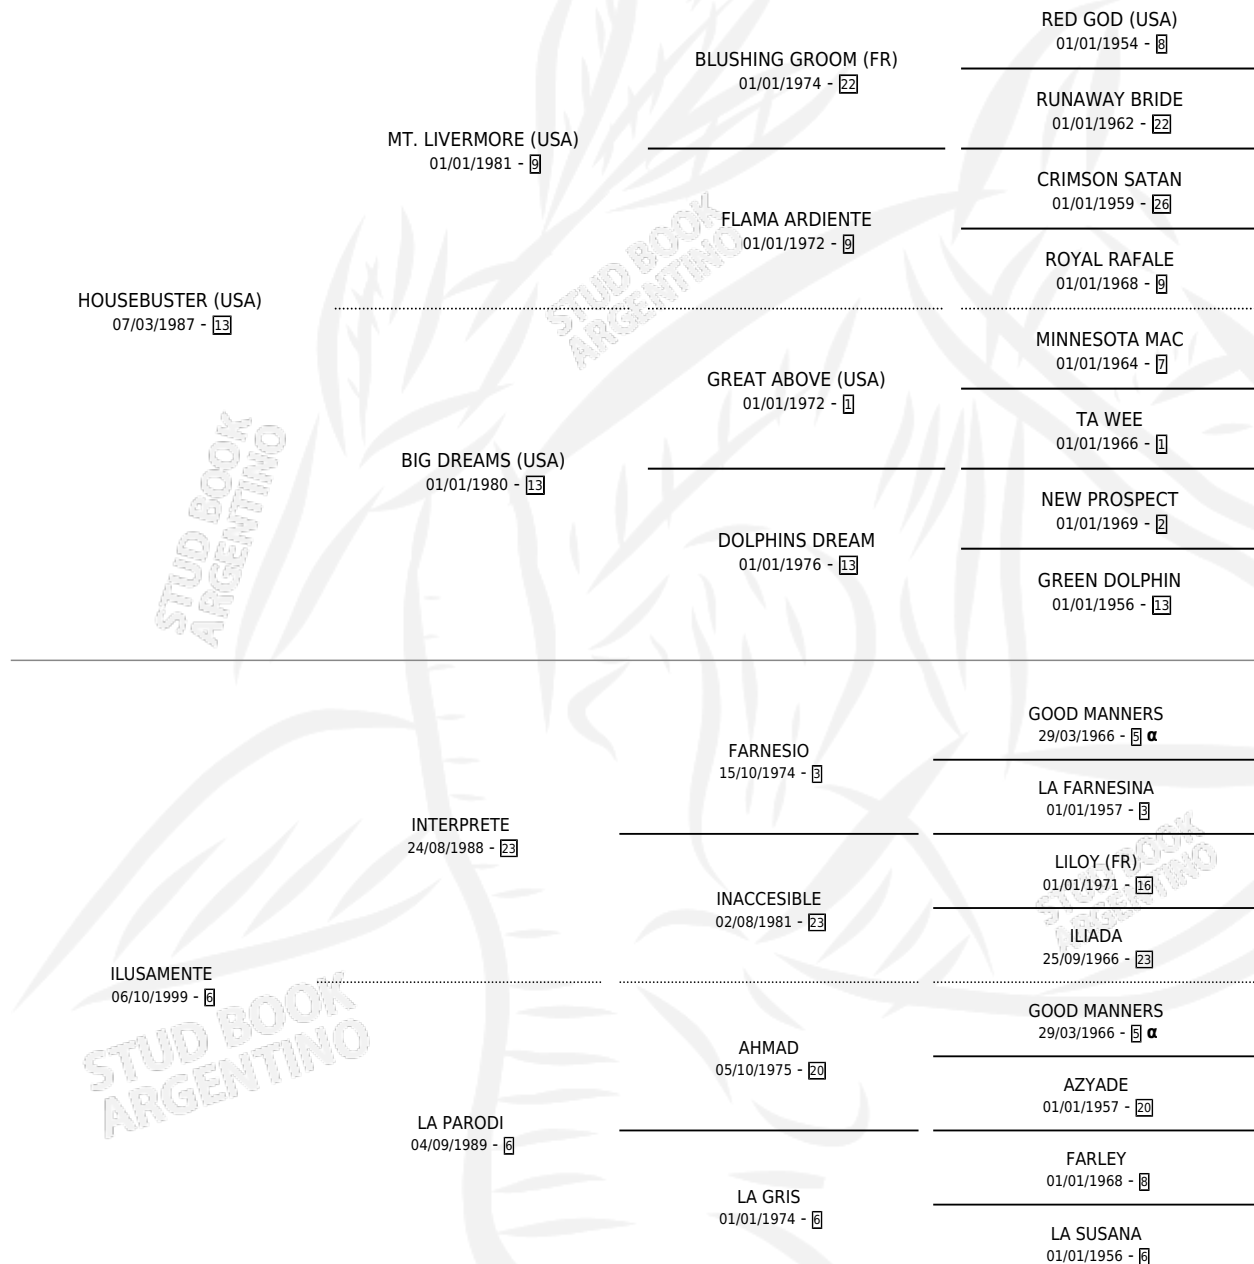 RED GOD (USA)
01/01/1954 - 8
BLUSHING GROOM (FR)
01/01/1974 - 22
RUNAWAY BRIDE
01/01/1962 - 22
MT. LIVERMORE (USA)
01/01/1981 - 9
CRIMSON SATAN
01/01/1959 - 26
FLAMA ARDIENTE
01/01/1972 - 9
ROYAL RAFALE
01/01/1968 - 9
HOUSEBUSTER (USA)
07/03/1987 - 13
MINNESOTA MAC
01/01/1964 - 7
GREAT ABOVE (USA)
01/01/1972 - 1
TA WEE
01/01/1966 - 1
BIG DREAMS (USA)
01/01/1980 - 13
NEW PROSPECT
01/01/1969 - 2
DOLPHINS DREAM
01/01/1976 - 13
GREEN DOLPHIN
01/01/1956 - 13
STUD BOOK
ARGENTINO
STUD BOOK
ARGENTINO
GOOD MANNERS
29/03/1966 - 5 α
FARNESIO
15/10/1974 - 3
LA FARNESINA
01/01/1957 - 3
INTERPRETE
24/08/1988 - 23
LILOY (FR)
01/01/1971 - 16
INACCESIBLE
02/08/1981 - 23
ILIADA
25/09/1966 - 23
ILUSAMENTE
06/10/1999 - 6
GOOD MANNERS
29/03/1966 - 5 α
AHMAD
05/10/1975 - 20
AZYADE
01/01/1957 - 20
LA PARODI
04/09/1989 - 6
FARLEY
01/01/1968 - 8
LA GRIS
01/01/1974 - 6
LA SUSANA
01/01/1956 - 6
STUD BOOK
ARGENTINO
STUD BOOK
ARGENTINO